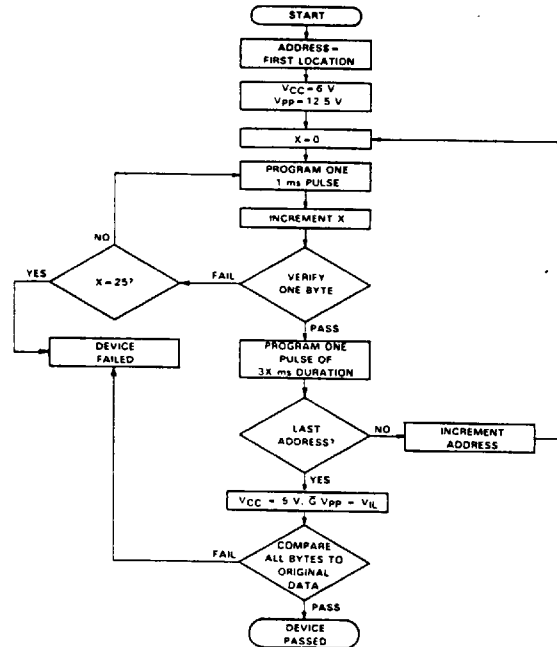 START
ADDRESS=
FIRST LOCATION
VCC = 6 V
VPP = 12 5 V
X = 0
PROGRAM ONE
1 ms PULSE
INCREMENT X
NO
YES
X = 25?
FAIL
VERIFY
ONE BYTE
PASS
DEVICE
FAILED
PROGRAM ONE
PULSE OF
3X ms DURATION
LAST
ADDRESS?
NO
INCREMENT
ADDRESS
YES
VCC = 5 V. G̅ VPP = VIL
FAIL
COMPARE
ALL BYTES TO
ORIGINAL
DATA
PASS
DEVICE
PASSED